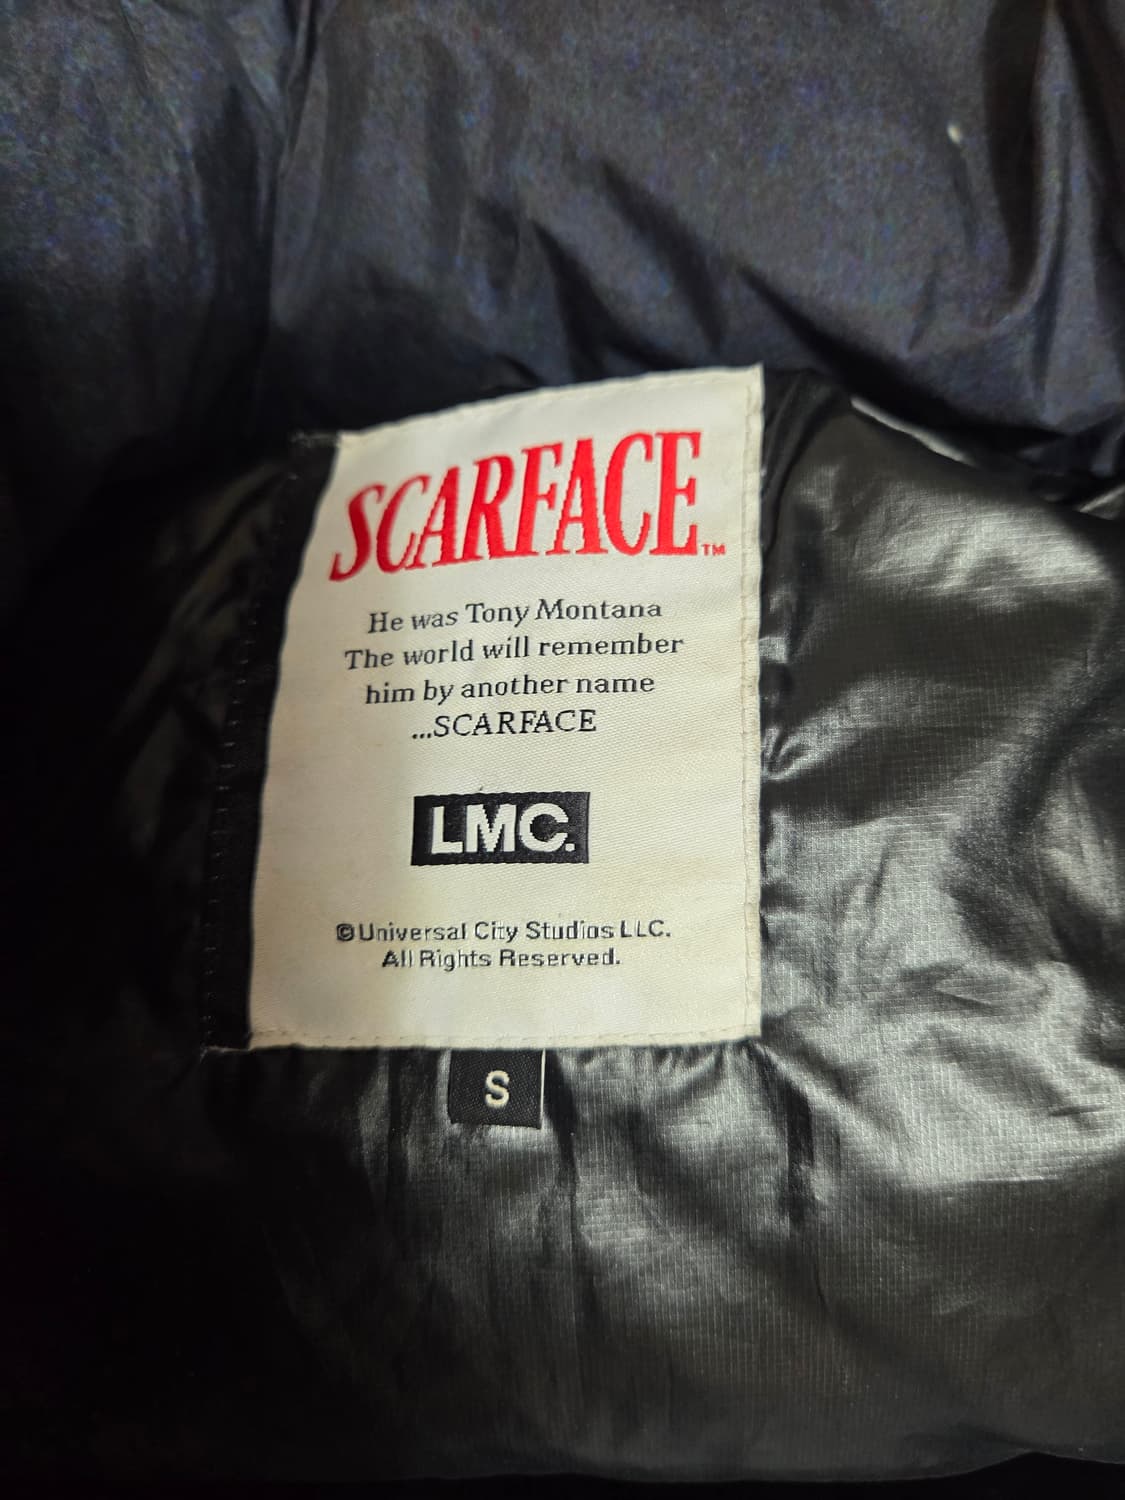 SCARFACE™
He was Tony Montana
The world will remember
him by another name
...SCARFACE
LMC.
©Universal City Studios LLC.
All Rights Reserved.
S